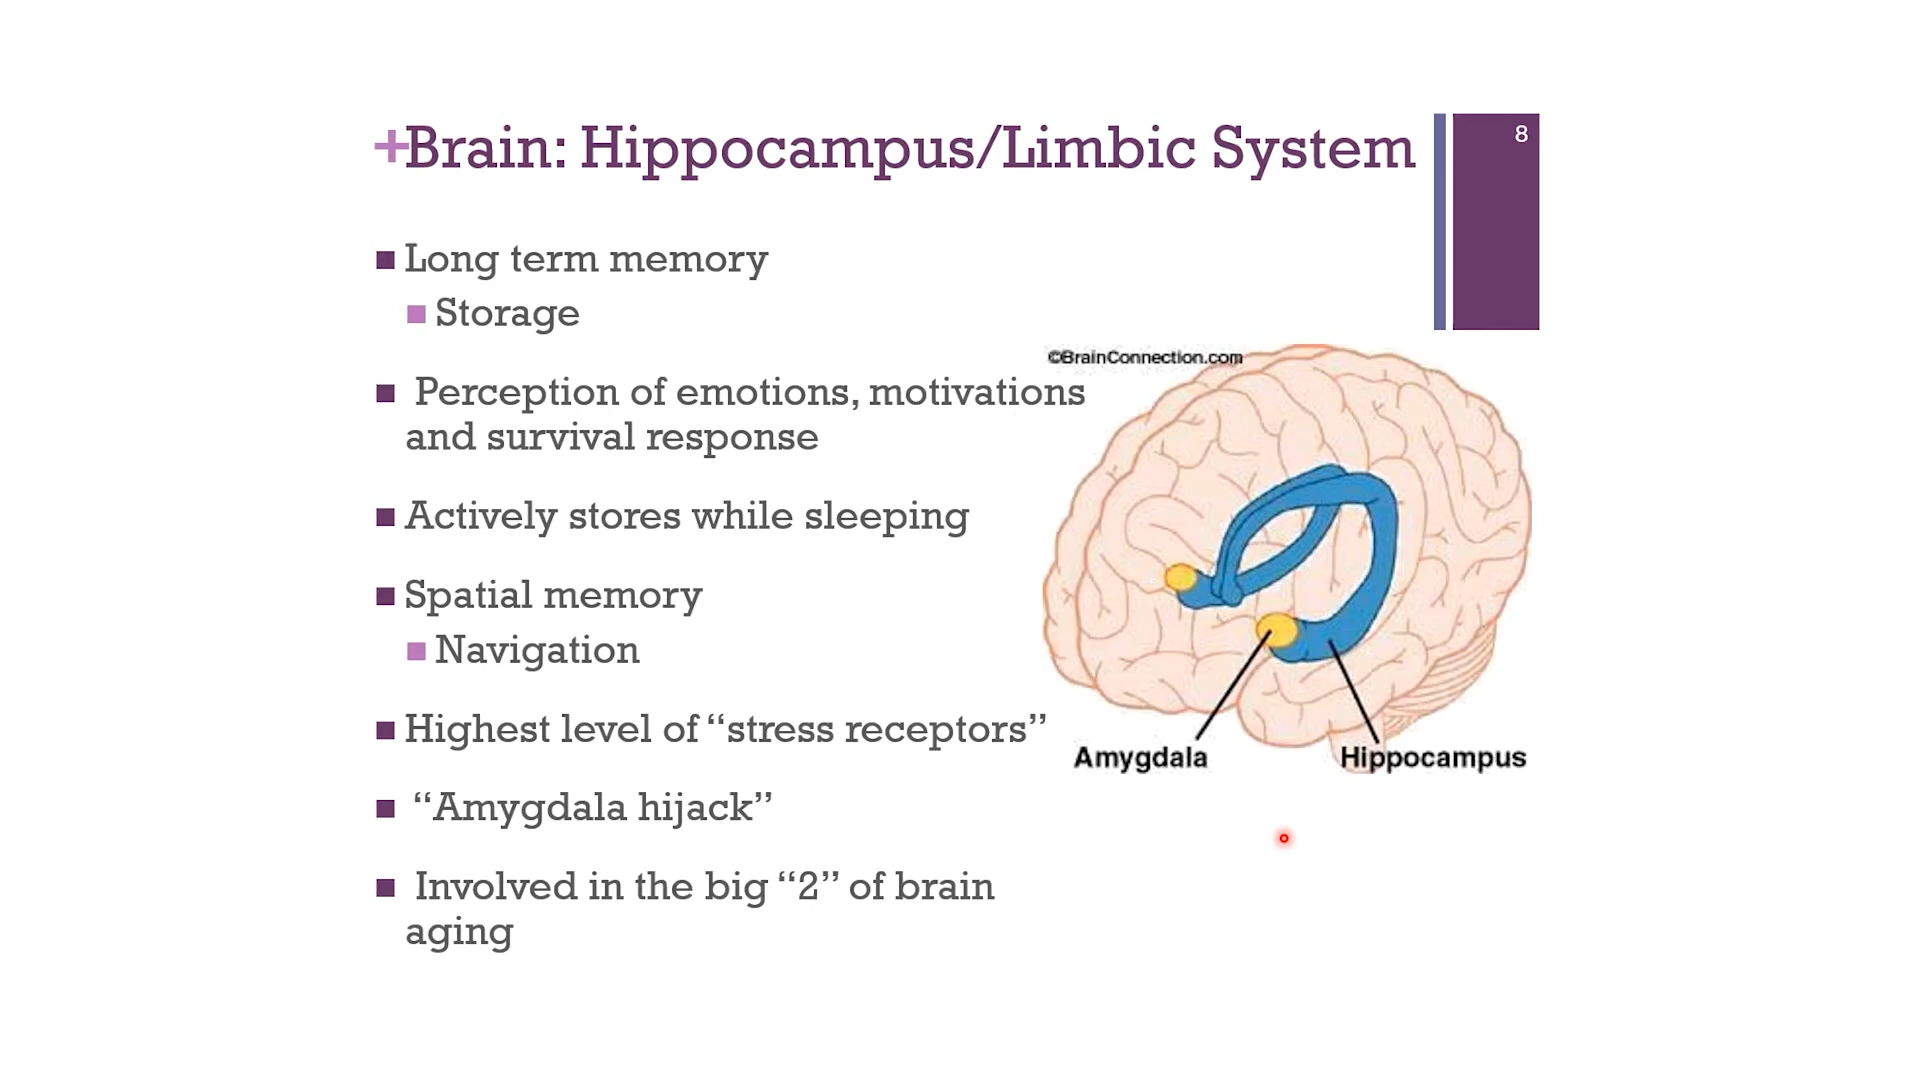 +Brain: Hippocampus/Limbic System
8
Long term memory
Storage
Perception of emotions, motivations
and survival response
Actively stores while sleeping
Spatial memory
Navigation
Highest level of “stress receptors”
“Amygdala hijack”
Involved in the big “2” of brain
aging
©BrainConnection.com
Amygdala
Hippocampus